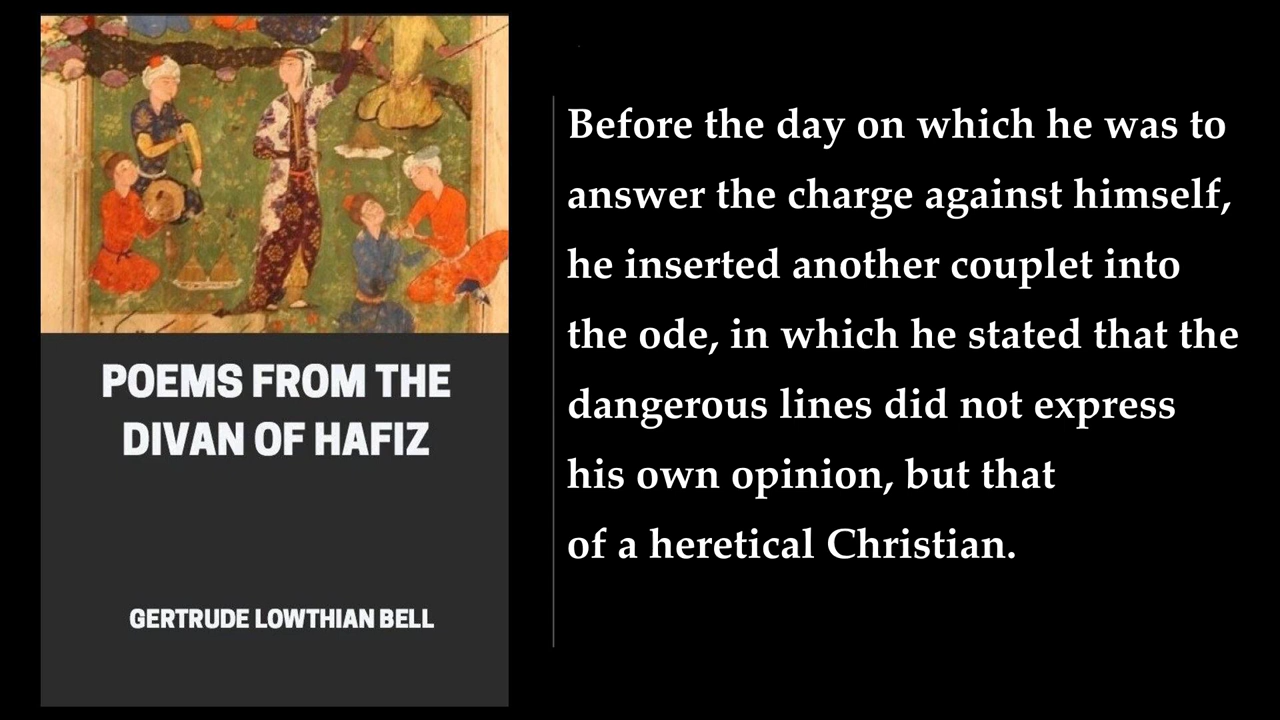 POEMS FROM THE
DIVAN OF HAFIZ
GERTRUDE LOWTHIAN BELL
Before the day on which he was to
answer the charge against himself,
he inserted another couplet into
the ode, in which he stated that the
dangerous lines did not express
his own opinion, but that
of a heretical Christian.